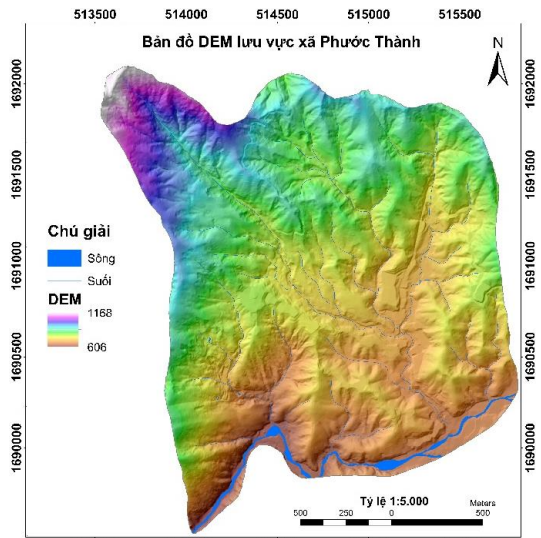 513500 514000 514500 515000 515500
Bản đồ DEM lưu vực xã Phước Thành
N
1692000 1692000
1691500 1691500
1691000 1691000
1690500 1690500
1690000 1690000
Chú giải
Sông
Suối
DEM
1168
606
Tỷ lệ 1:5.000
Meters
500 250 0 500